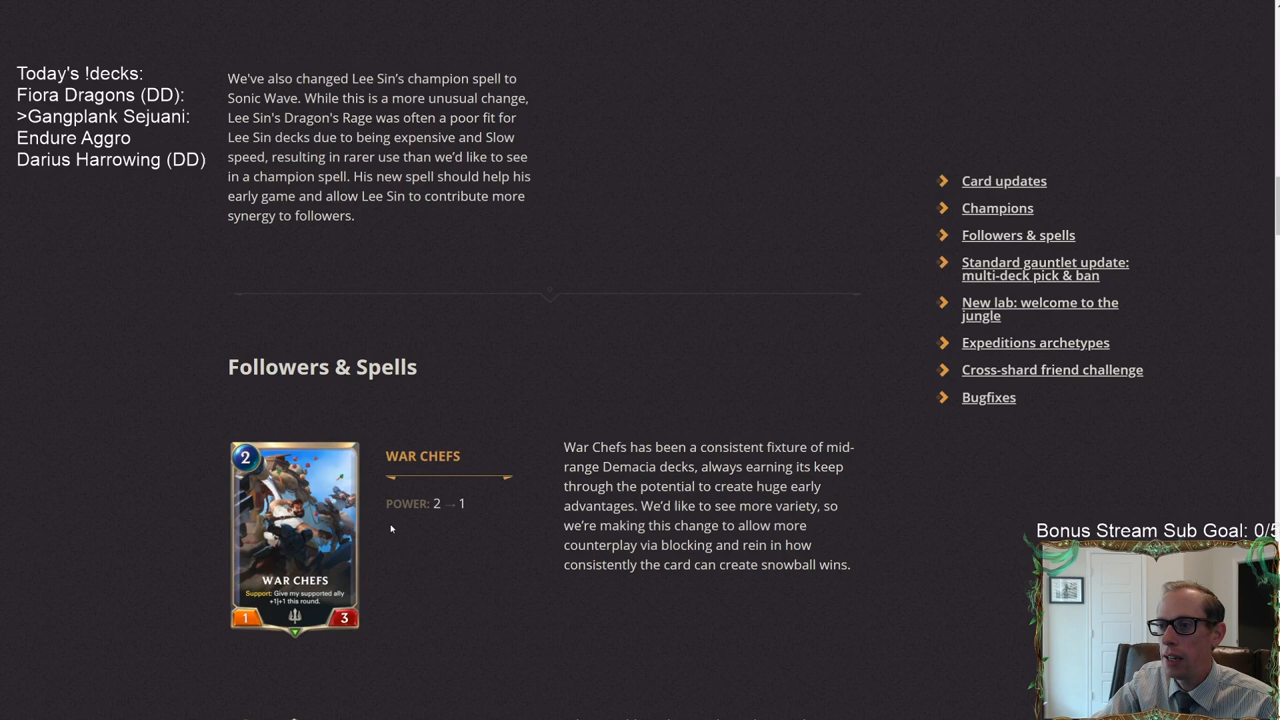 Today's !decks:
Fiora Dragons (DD):
>Gangplank Sejuani:
Endure Aggro
Darius Harrowing (DD)
We've also changed Lee Sin’s champion spell to
Sonic Wave. While this is a more unusual change,
Lee Sin's Dragon's Rage was often a poor fit for
Lee Sin decks due to being expensive and Slow
speed, resulting in rarer use than we’d like to see
in a champion spell. His new spell should help his
early game and allow Lee Sin to contribute more
synergy to followers.
Card updates
Champions
Followers & spells
Standard gauntlet update:
multi-deck pick & ban
New lab: welcome to the
jungle
Expeditions archetypes
Cross-shard friend challenge
Bugfixes
Followers & Spells
2
WAR CHEFS
Support: Give my supported ally
+1|+1 this round.
1
3
WAR CHEFS
POWER: 2 → 1
War Chefs has been a consistent fixture of mid-
range Demacia decks, always earning its keep
through the potential to create huge early
advantages. We’d like to see more variety, so
we’re making this change to allow more
counterplay via blocking and rein in how
consistently the card can create snowball wins.
Bonus Stream Sub Goal: 0/5